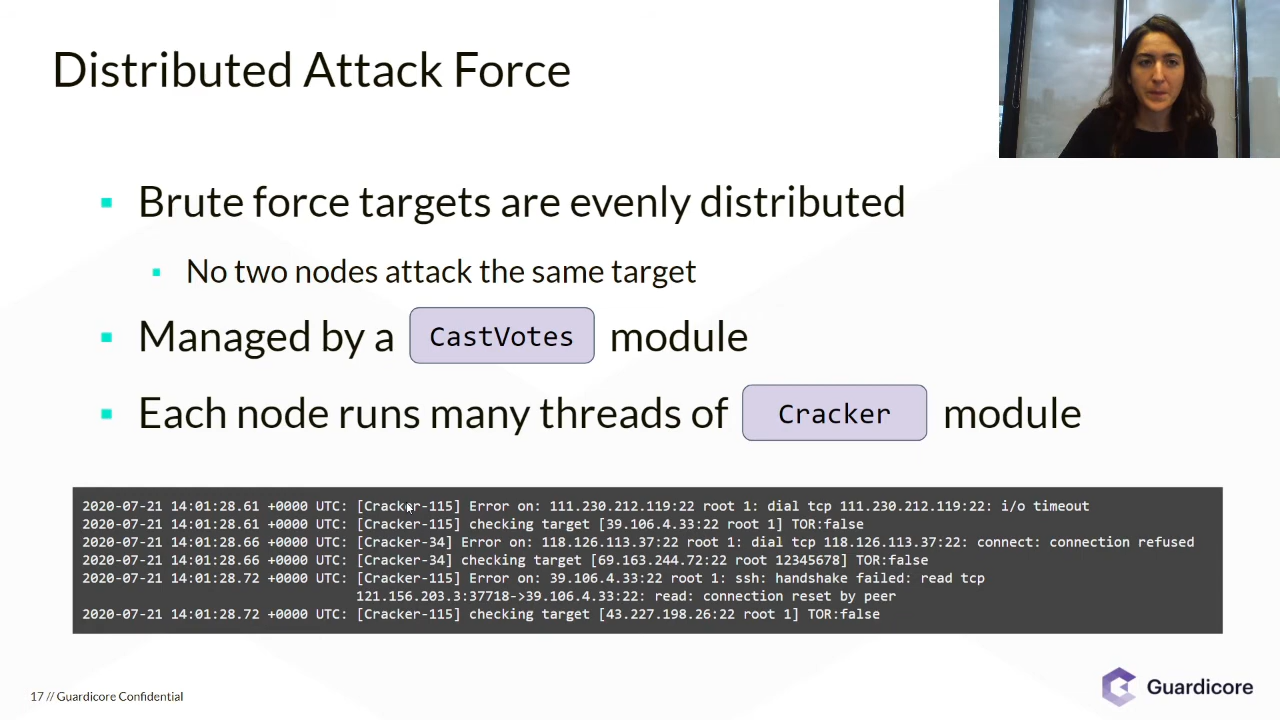 Distributed Attack Force
Brute force targets are evenly distributed
No two nodes attack the same target
Managed by a CastVotes module
Each node runs many threads of Cracker module
2020-07-21 14:01:28.61 +0000 UTC: [Cracker-115] Error on: 111.230.212.119:22 root 1: dial tcp 111.230.212.119:22: i/o timeout
2020-07-21 14:01:28.61 +0000 UTC: [Cracker-115] checking target [39.106.4.33:22 root 1] TOR:false
2020-07-21 14:01:28.66 +0000 UTC: [Cracker-34] Error on: 118.126.113.37:22 root 1: dial tcp 118.126.113.37:22: connect: connection refused
2020-07-21 14:01:28.66 +0000 UTC: [Cracker-34] checking target [69.163.244.72:22 root 12345678] TOR:false
2020-07-21 14:01:28.72 +0000 UTC: [Cracker-115] Error on: 39.106.4.33:22 root 1: ssh: handshake failed: read tcp
121.156.203.3:37718->39.106.4.33:22: read: connection reset by peer
2020-07-21 14:01:28.72 +0000 UTC: [Cracker-115] checking target [43.227.198.26:22 root 1] TOR:false
17 // Guardicore Confidential
Guardicore